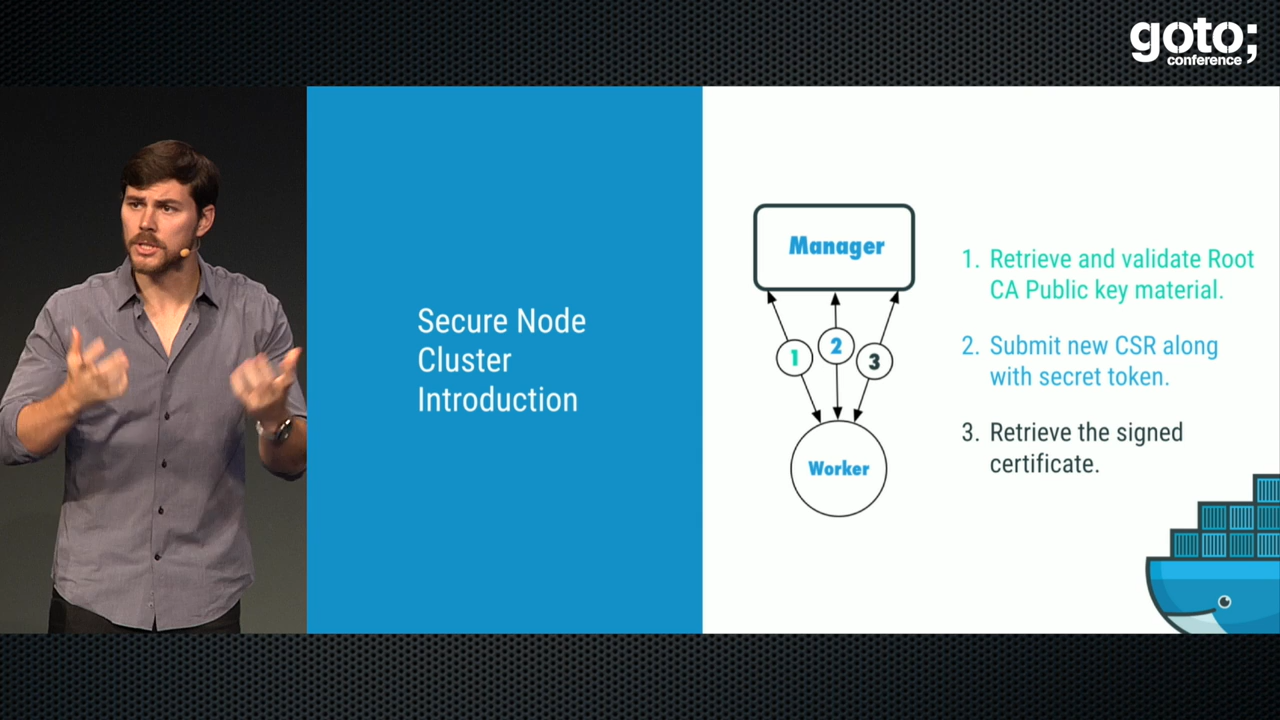 goto;
conference
Secure Node
Cluster
Introduction
Manager
1
2
3
Worker
1. Retrieve and validate Root
CA Public key material.
2. Submit new CSR along
with secret token.
3. Retrieve the signed
certificate.